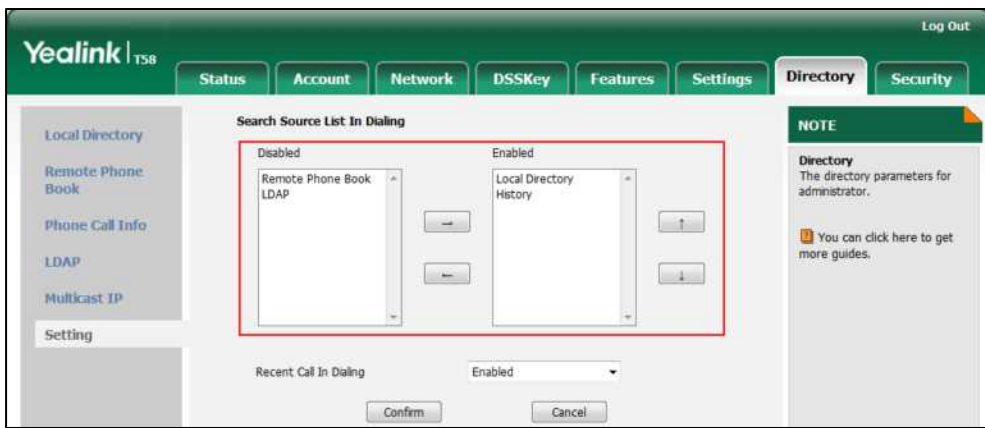 Log Out
Yealink T58
Status Account Network DSSKey Features Settings Directory Security
Local Directory
Remote Phone
Book
Phone Call Info
LDAP
Multicast IP
Setting
Search Source List In Dialing
Disabled
Remote Phone Book
LDAP
→
←
Enabled
Local Directory
History
↑
↓
Recent Call In Dialing Enabled
Confirm Cancel
NOTE
Directory
The directory parameters for
administrator.
You can click here to get
more guides.